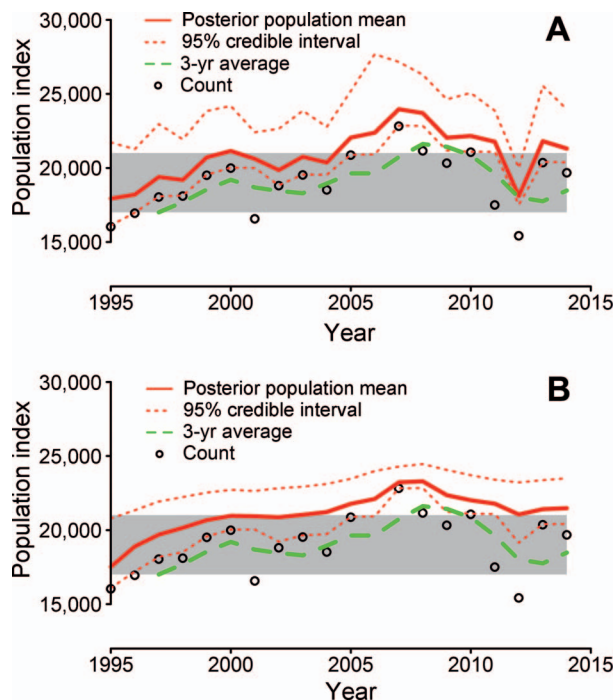 A
Posterior population mean
95% credible interval
3-yr average
Count
Population index
30,000
25,000
20,000
15,000
1995 2000 2005 2010 2015
Year
B
Posterior population mean
95% credible interval
3-yr average
Count
Population index
30,000
25,000
20,000
15,000
1995 2000 2005 2010 2015
Year